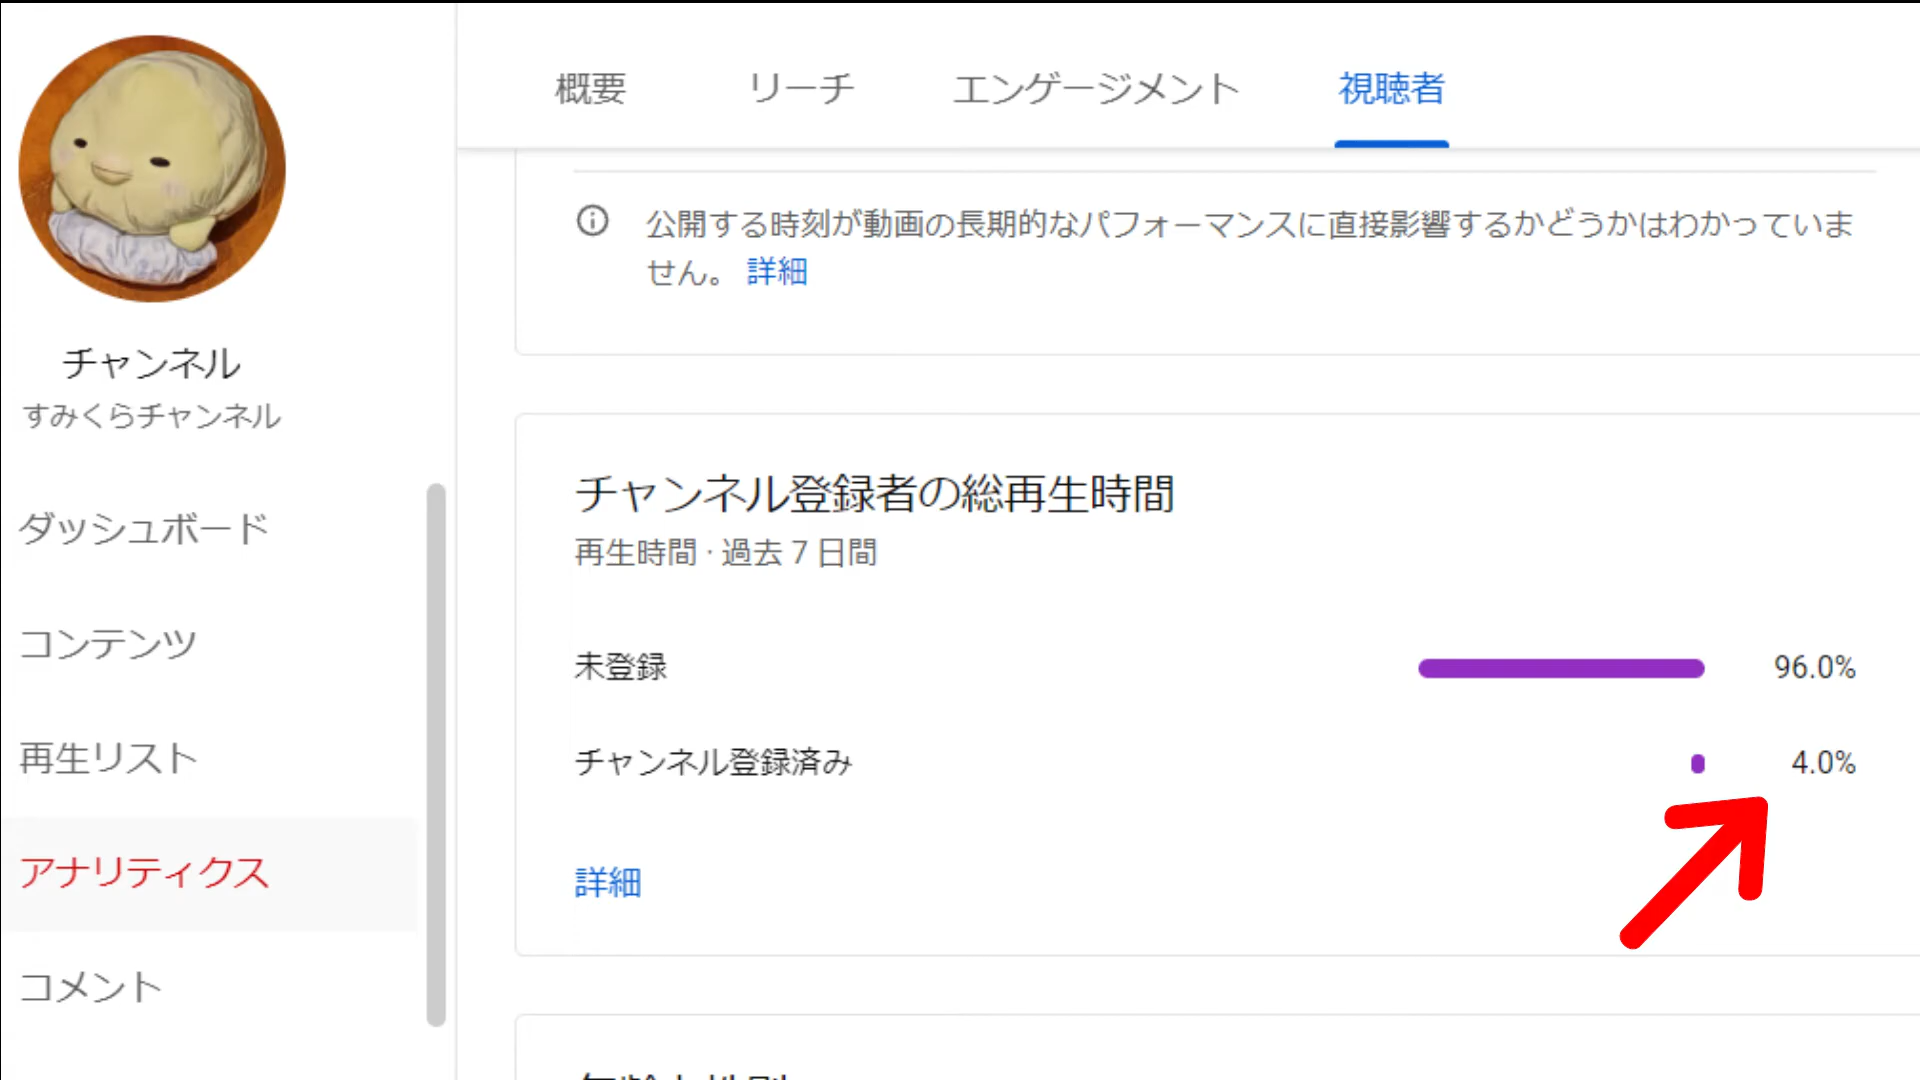 概要
リーチ
エンゲージメント
視聴者
公開する時刻が動画の長期的なパフォーマンスに直接影響するかどうかはわかっていま
せん。 詳細
チャンネル
すみくらチャンネル
ダッシュボード
コンテンツ
再生リスト
アナリティクス
コメント
チャンネル登録者の総再生時間
再生時間 · 過去 7 日間
未登録 96.0%
チャンネル登録済み 4.0%
詳細